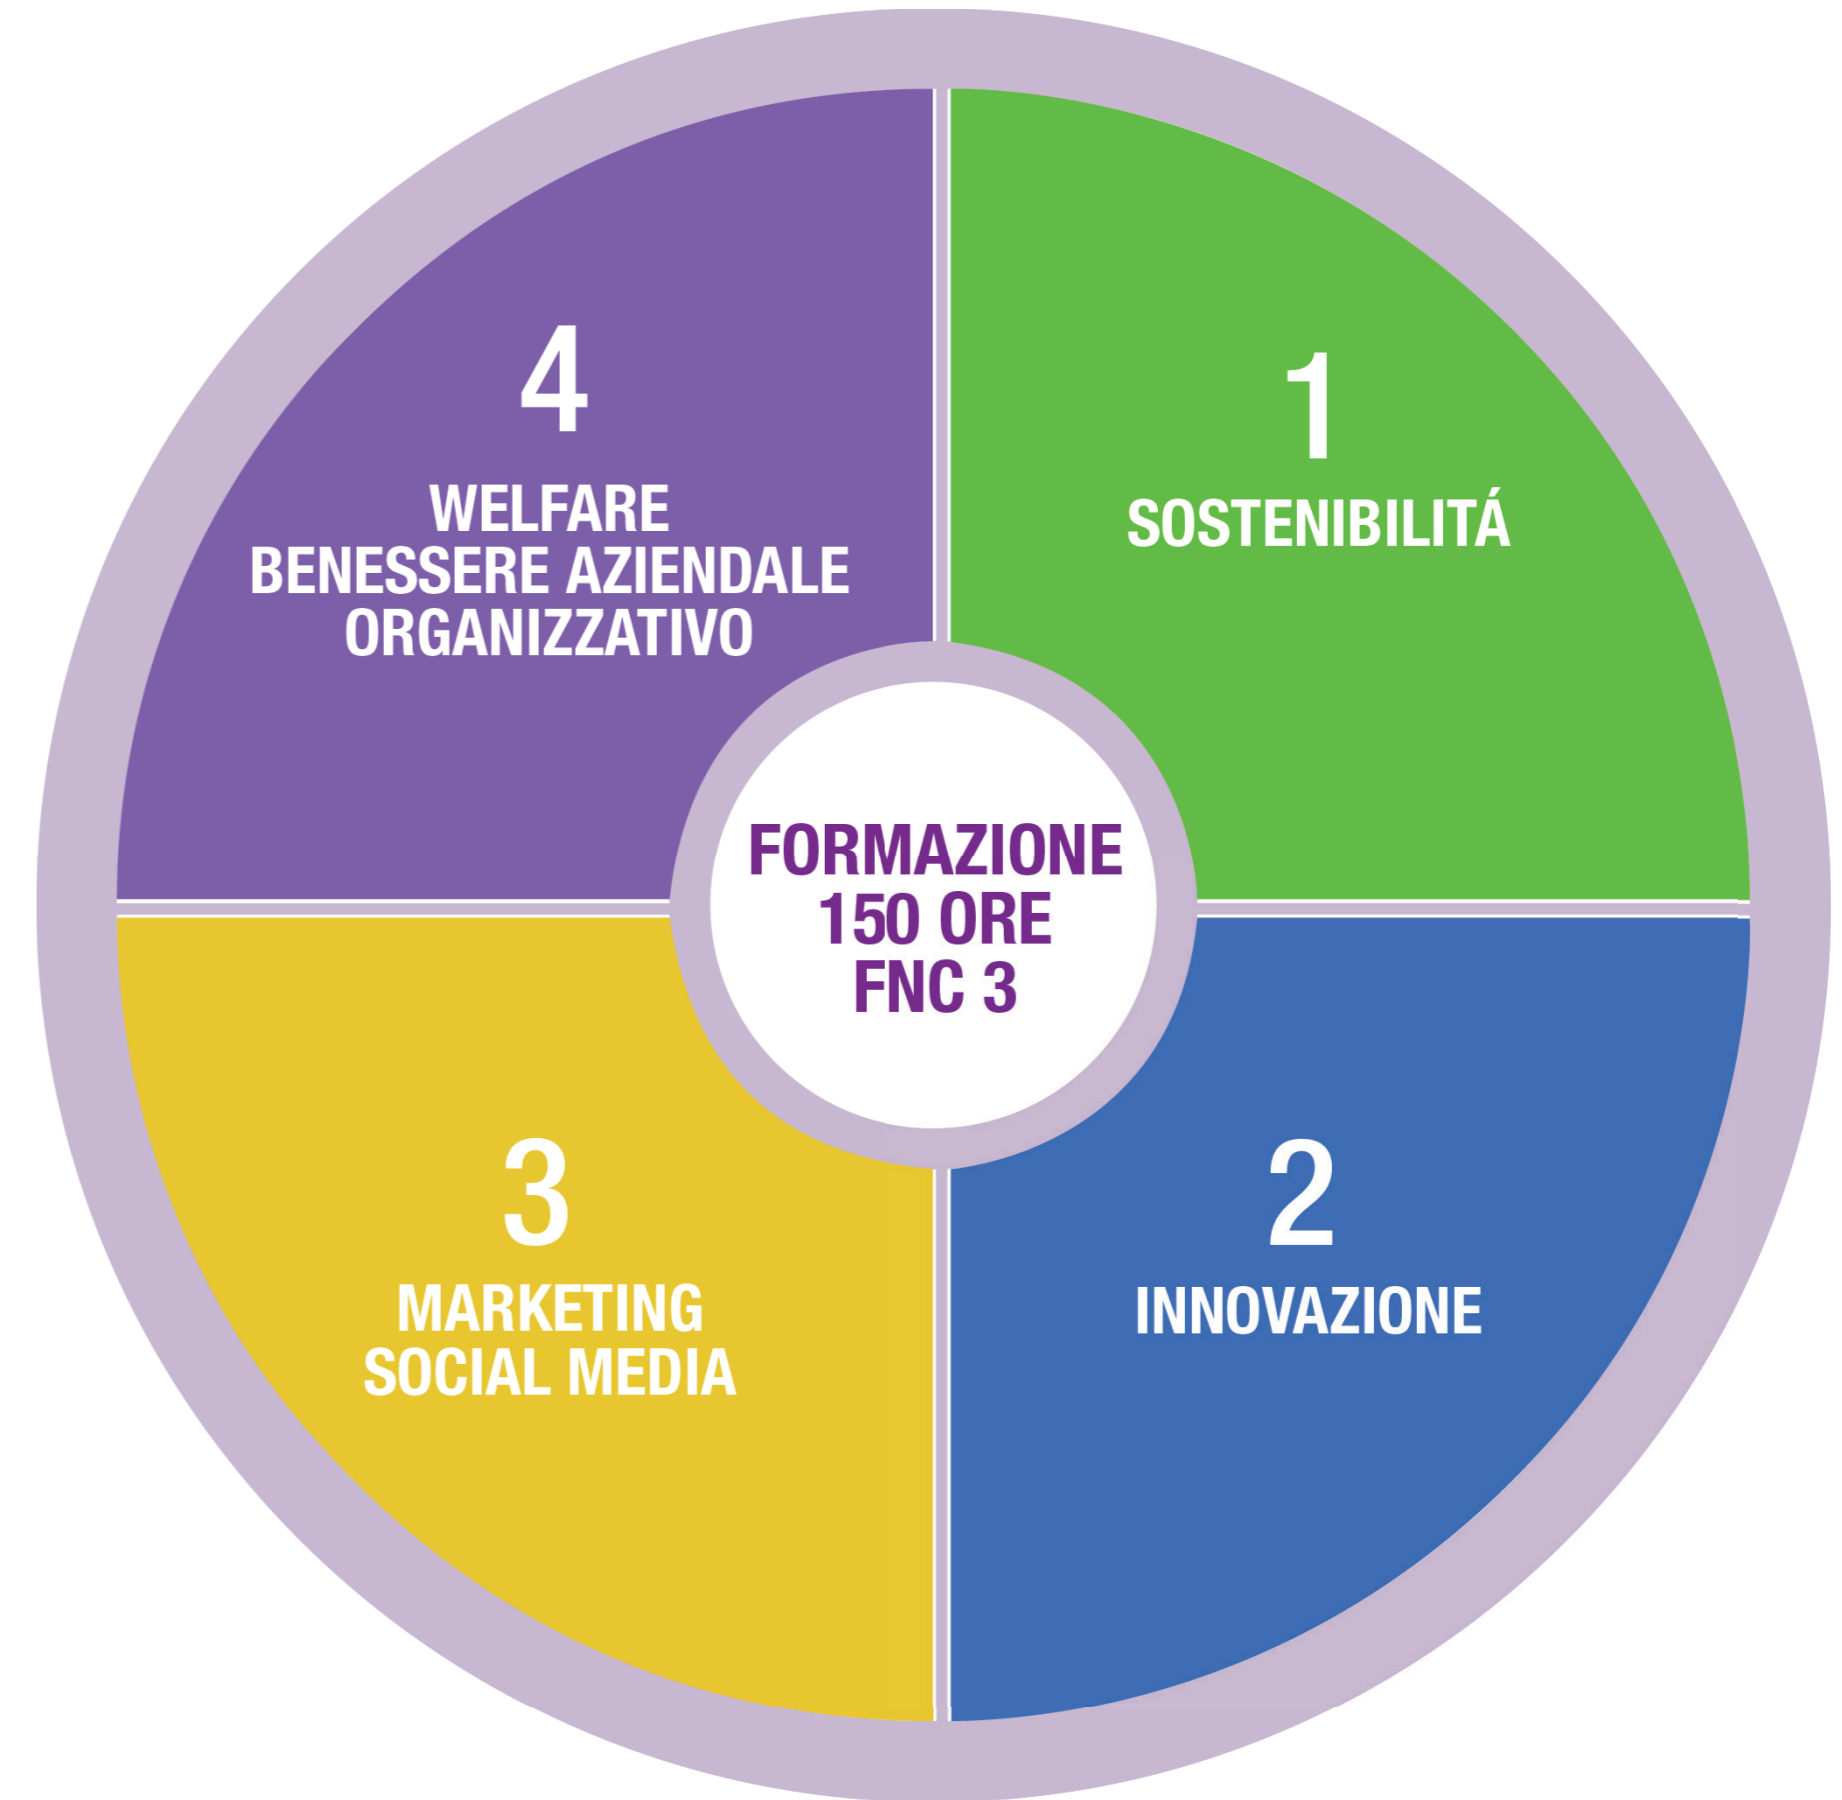 4
WELFARE
BENESSERE AZIENDALE
ORGANIZZATIVO
1
SOSTENIBILITÁ
FORMAZIONE
150 ORE
FNC 3
3
MARKETING
SOCIAL MEDIA
2
INNOVAZIONE